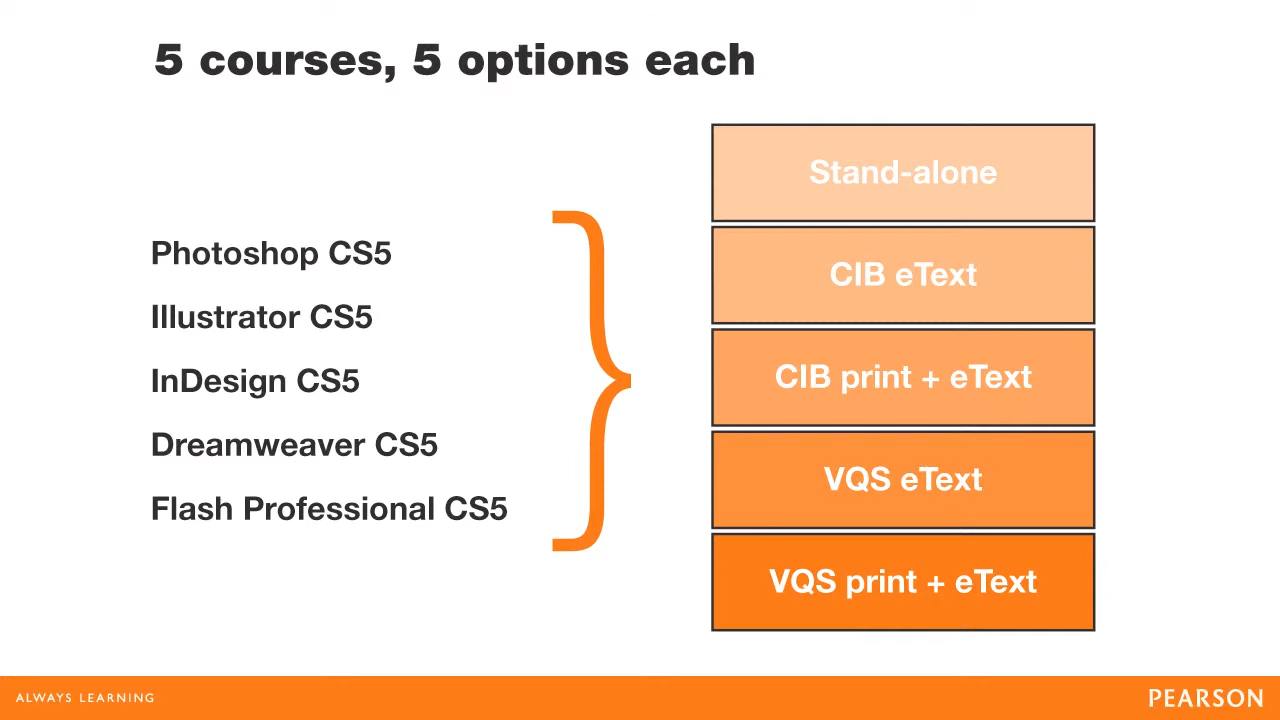 5 courses, 5 options each
Photoshop CS5
Illustrator CS5
InDesign CS5
Dreamweaver CS5
Flash Professional CS5
Stand-alone
CIB eText
CIB print + eText
VQS eText
VQS print + eText
ALWAYS LEARNING
PEARSON